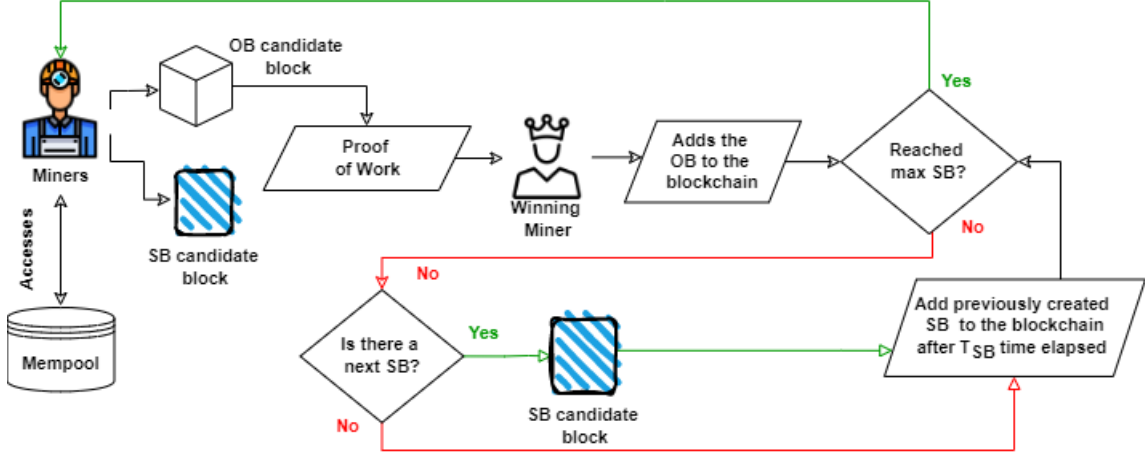 OB candidate
block
Yes
Proof
of Work
Adds the
OB to the
blockchain
Reached
max SB?
Miners
Winning
Miner
No
SB candidate
block
Accesses
No
Add previously created
SB to the blockchain
after TSB time elapsed
Is there a
next SB?
Yes
Mempool
SB candidate
block
No